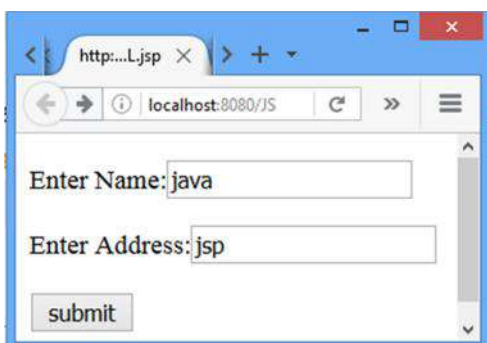 http:...L.jsp
localhost:8080/JS
Enter Name: java
Enter Address: jsp
submit